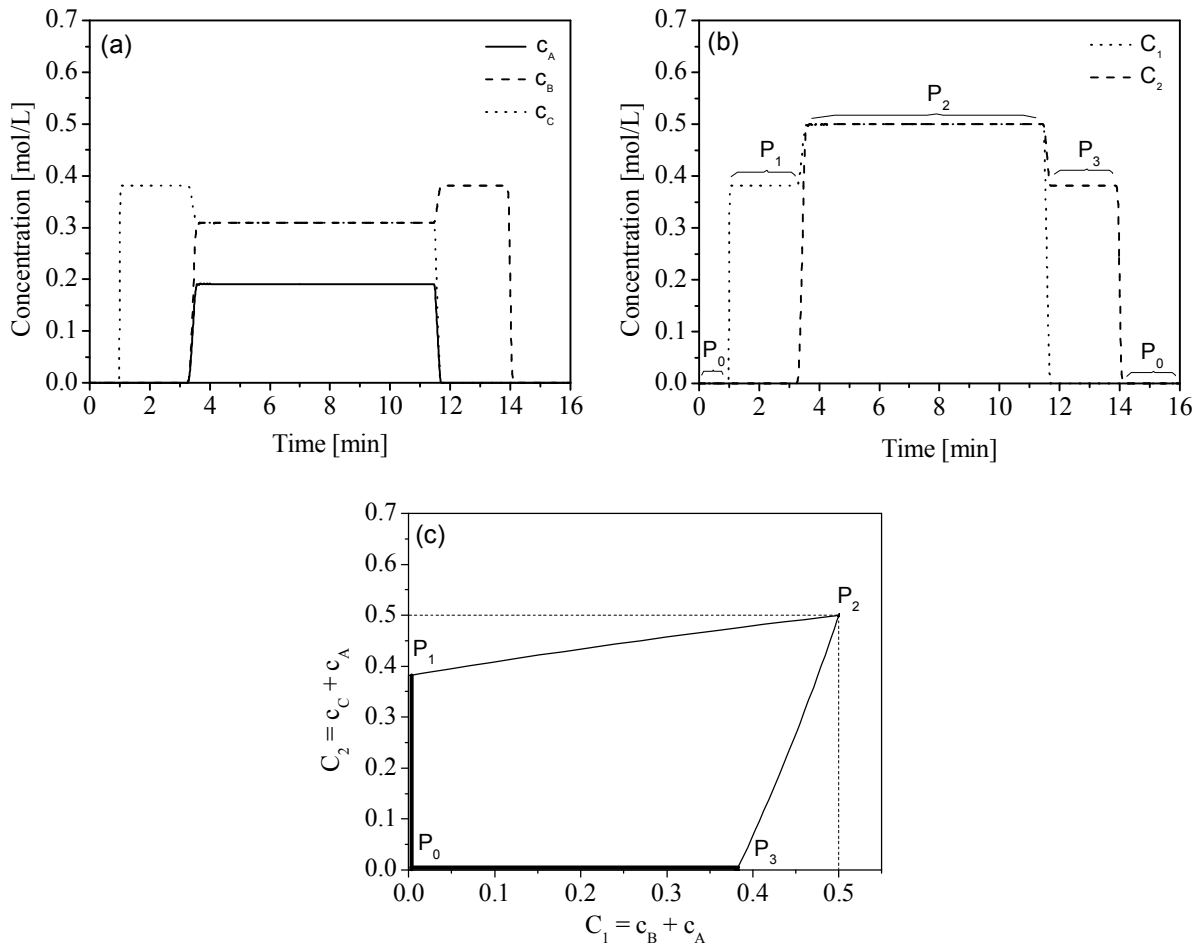 (a)
c_A
c_B
c_C
Concentration [mol/L]
0.7
0.6
0.5
0.4
0.3
0.2
0.1
0.0
0 2 4 6 8 10 12 14 16
Time [min]
(b)
C_1
C_2
P_2
P_1
P_3
P_0
P_0
Concentration [mol/L]
0.7
0.6
0.5
0.4
0.3
0.2
0.1
0.0
0 2 4 6 8 10 12 14 16
Time [min]
(c)
P_2
P_1
P_0
P_3
C_2 = c_C + c_A
0.7
0.6
0.5
0.4
0.3
0.2
0.1
0.0
0.0 0.1 0.2 0.3 0.4 0.5
C_1 = c_B + c_A